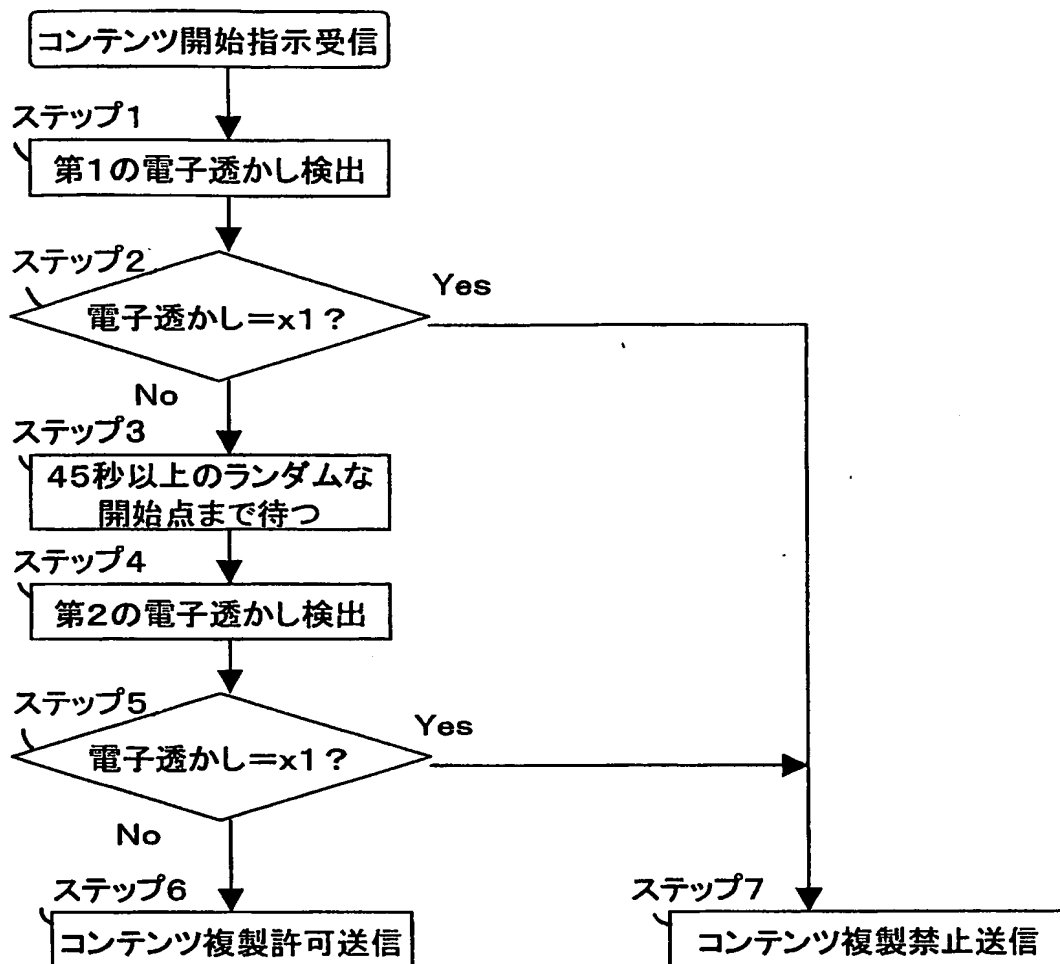 コンテンツ開始指示受信
ステップ1
第1の電子透かし検出
ステップ2
電子透かし＝x1？
Yes
No
ステップ3
45秒以上のランダムな
開始点まで待つ
ステップ4
第2の電子透かし検出
ステップ5
電子透かし＝x1？
Yes
No
ステップ6
コンテンツ複製許可送信
ステップ7
コンテンツ複製禁止送信